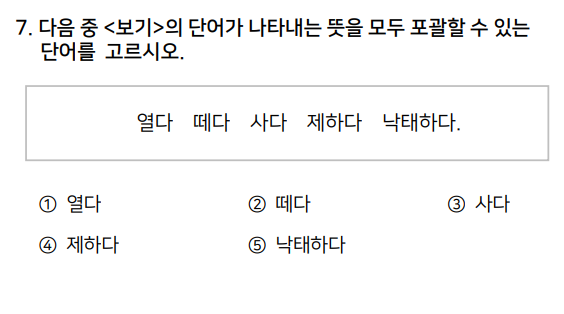 7. 다음 중 <보기>의 단어가 나타내는 뜻을 모두 포괄할 수 있는
단어를 고르시오.
열다 떼다 사다 제하다 낙태하다.
① 열다 ② 떼다 ③ 사다
④ 제하다 ⑤ 낙태하다